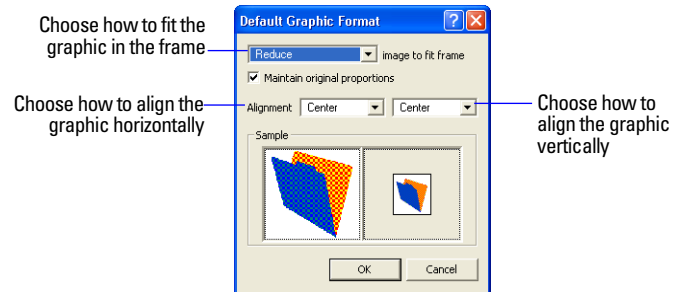 Choose how to fit the
graphic in the frame
Default Graphic Format
Reduce image to fit frame
Maintain original proportions
Choose how to align the
graphic horizontally
Alignment Center Center
Choose how to
align the graphic
vertically
Sample
OK Cancel